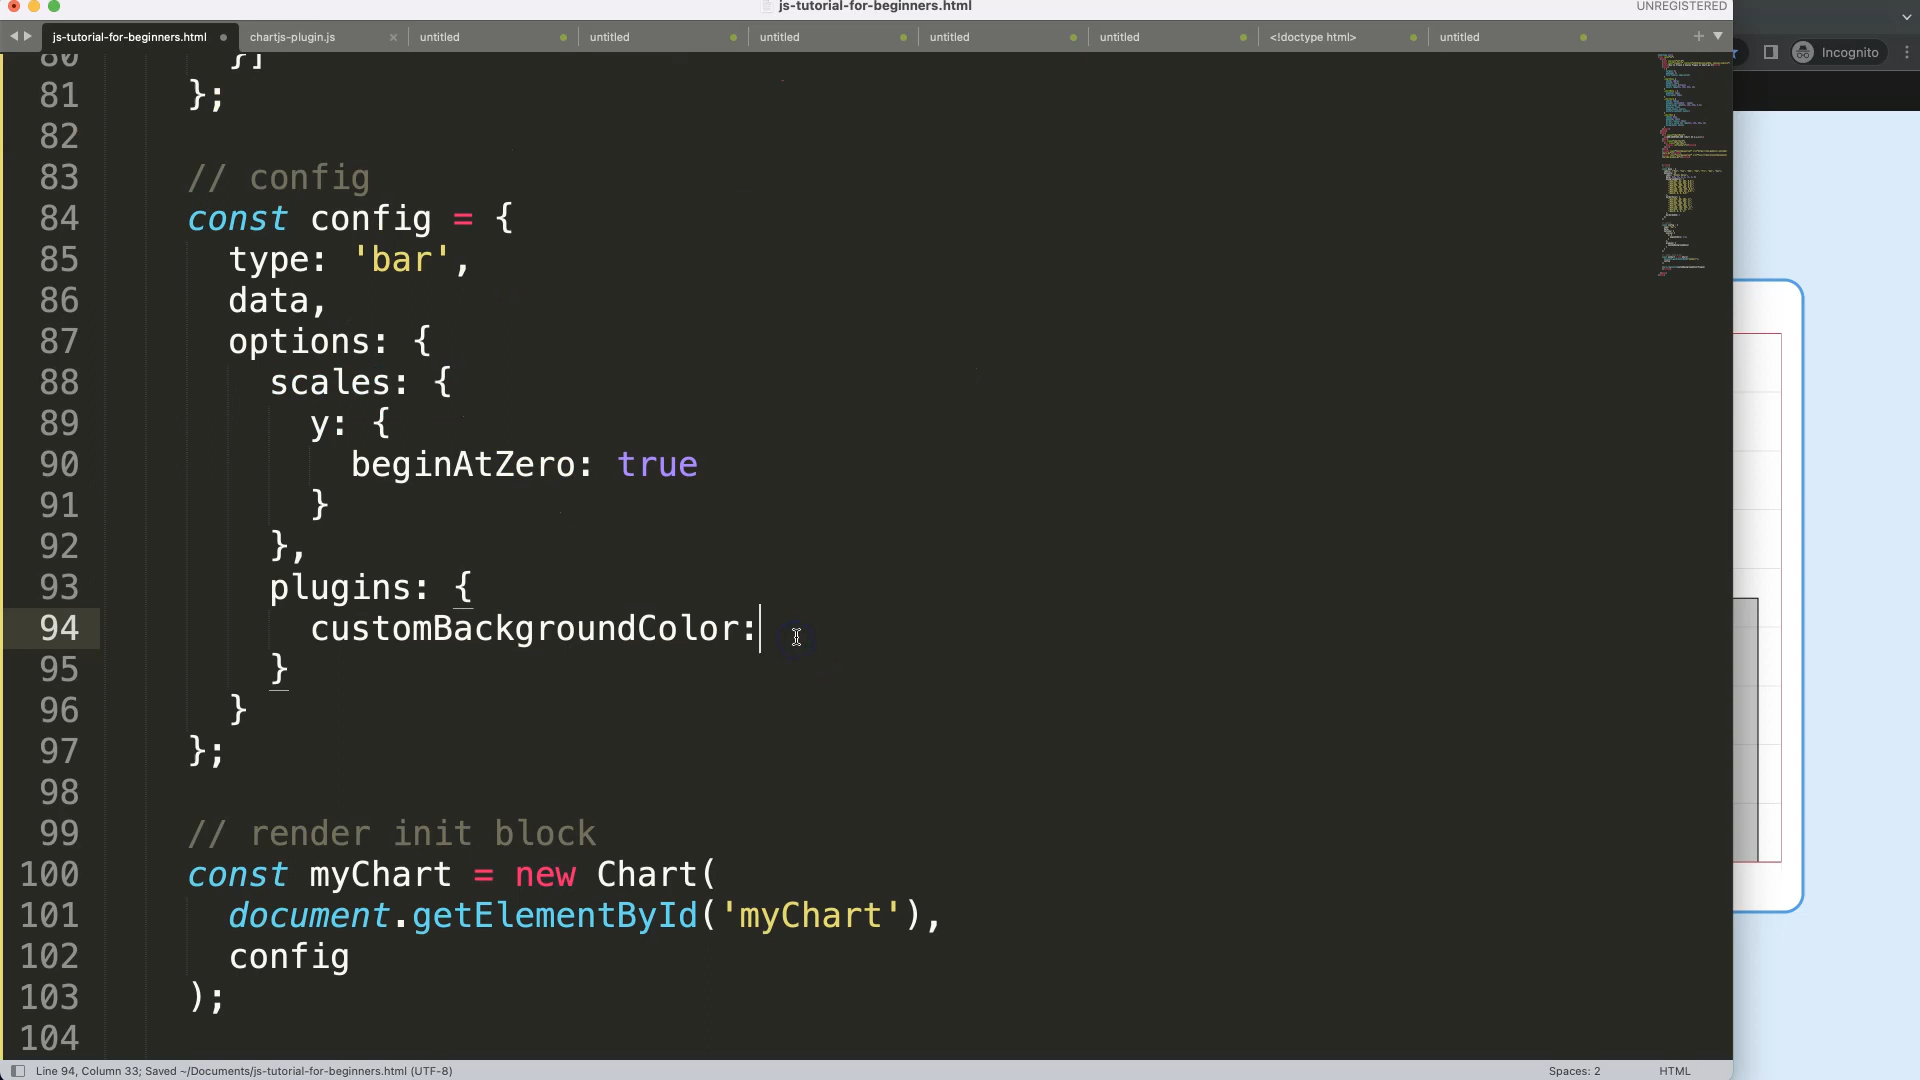 js-tutorial-for-beginners.html
UNREGISTERED
js-tutorial-for-beginners.html
chartjs-plugin.js
untitled
untitled
untitled
untitled
untitled
<!doctype html>
untitled
Incognito
80 }]
81 };
82
83 // config
84 const config = {
85 type: 'bar',
86 data,
87 options: {
88 scales: {
89 y: {
90 beginAtZero: true
91 }
92 },
93 plugins: {
94 customBackgroundColor:
95 }
96 }
97 };
98
99 // render init block
100 const myChart = new Chart(
101 document.getElementById('myChart'),
102 config
103 );
104
Line 94, Column 33; Saved ~/Documents/js-tutorial-for-beginners.html (UTF-8)
Spaces: 2
HTML